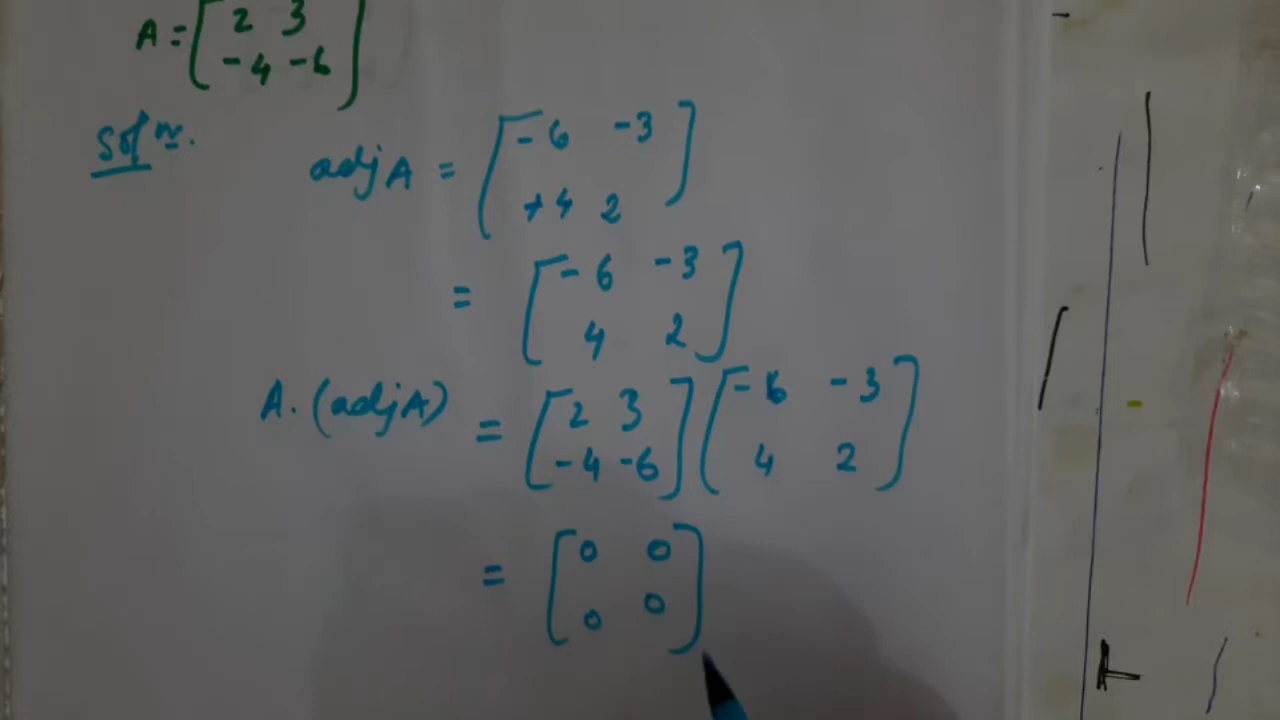 A = [ 2 3
-4 -6 ]
Soln.
adj A = [ -6 -3
+4 2 ]
= [ -6 -3
4 2 ]
A. (adj A) = [ 2 3 ] [ -6 -3 ]
[ -4 -6 ] [ 4 2 ]
= [ 0 0
0 0 ]